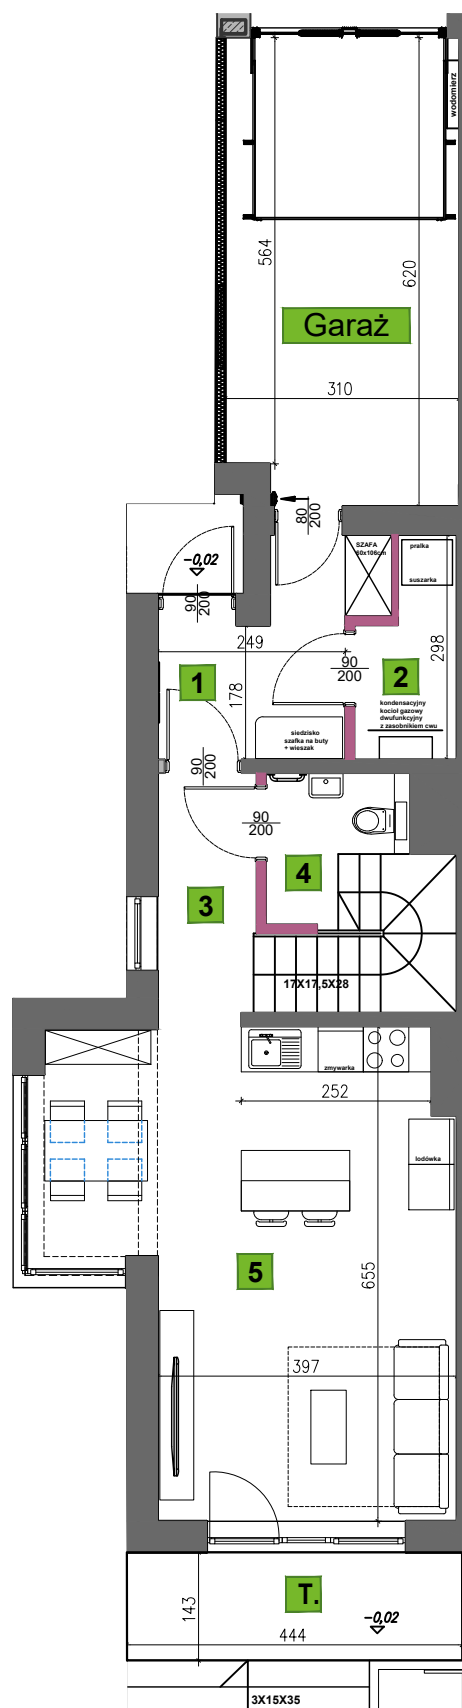 wodomierz
564
620
Garaż
310
80
200
SZAFA
60x106cm
pralka
suszarka
-0,02
90
200
249
298
1
178
90
200
2
kondensacyjny
kocioł gazowy
dwufunkcyjny
z zasobnikiem cwu
siedzisko
szafka na buty
+ wieszak
90
200
90
200
4
3
17X17,5X28
zmywarka
252
lodówka
5
655
397
T.
143
-0,02
444
3X15X35